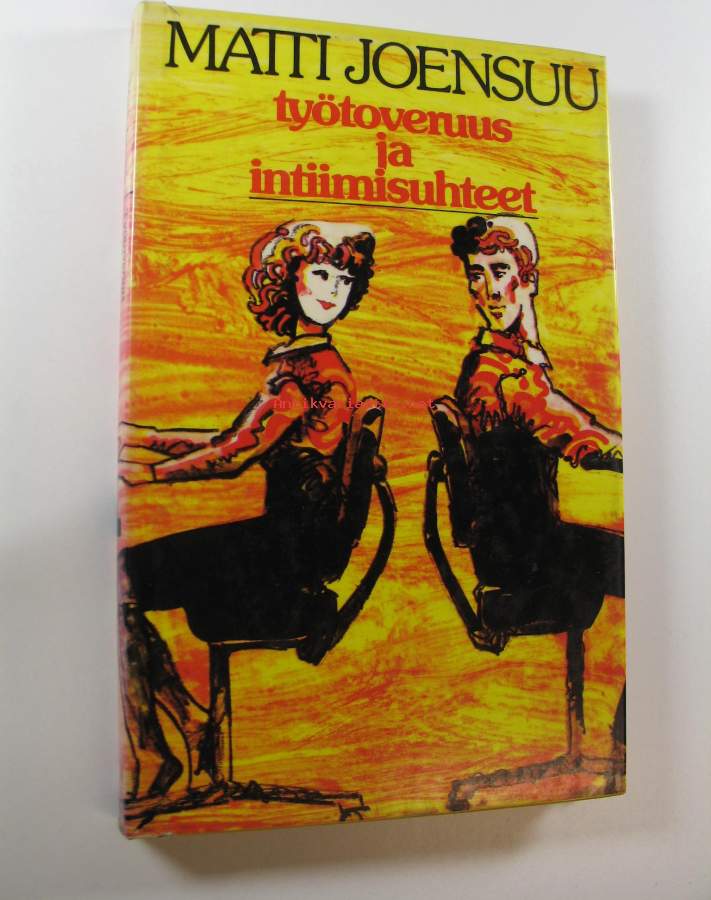 MATTI JOENSUU
työtoveruus
ja
intiimisuhteet